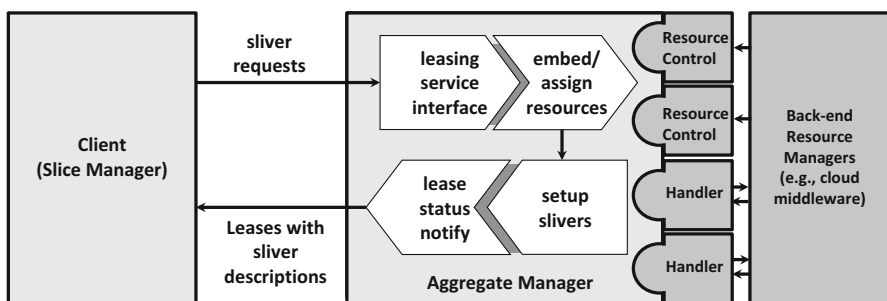 sliver
requests
Client
(Slice Manager)
Leases with
sliver
descriptions
leasing
service
interface
embed/
assign
resources
lease
status
notify
setup
slivers
Aggregate Manager
Resource
Control
Resource
Control
Handler
Handler
Back-end
Resource
Managers
(e.g., cloud
middleware)